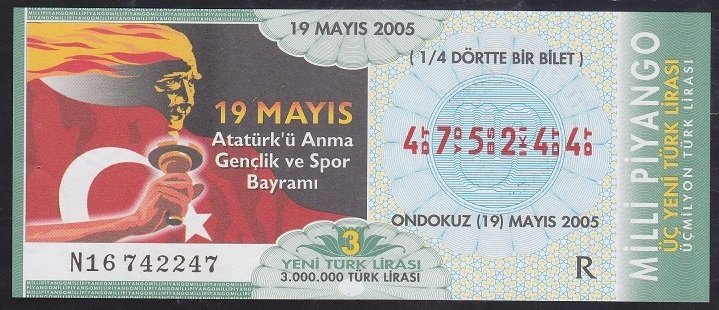 19 MAYIS 2005
( 1/4 DÖRTTE BİR BİLET )
19 MAYIS
Atatürk'ü Anma
Gençlik ve Spor
Bayramı
4 7 5 2 4 4
ONDOKUZ (19) MAYIS 2005
N16 742247
3
YENİ TÜRK LİRASI
3.000.000 TÜRK LİRASI
R
MİLLİ PİYANGO
ÜÇ YENİ TÜRK LİRASI
ÜÇMİLYON TÜRK LİRASI